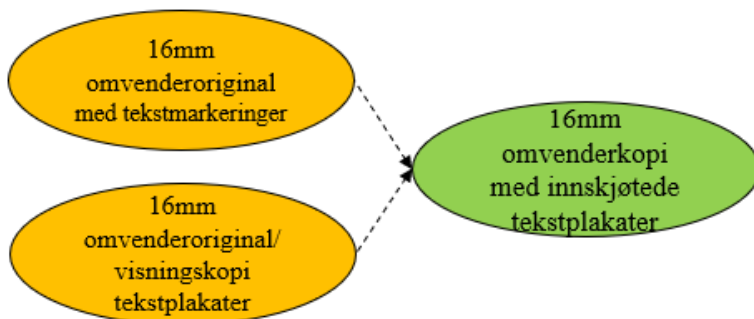 16mm
omvenderoriginal
med tekstmarkeringer
16mm
omvenderoriginal/
visningskopi
tekstplakater
16mm
omvenderkopi
med innskjøtede
tekstplakater